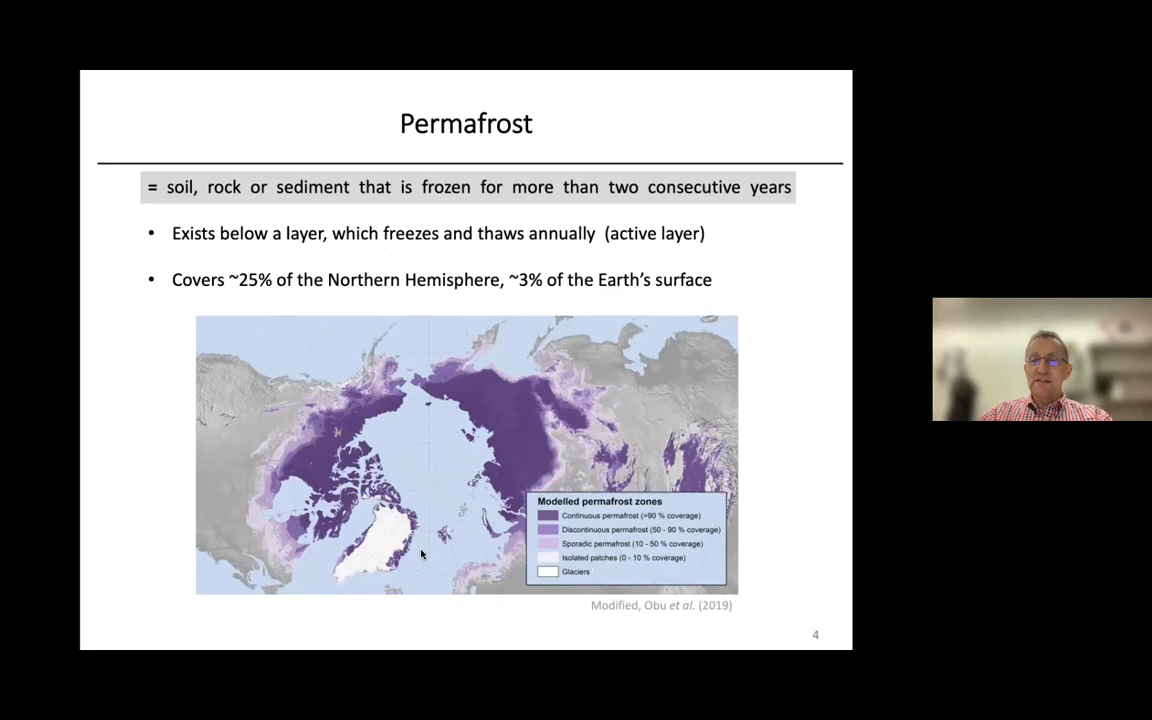 Permafrost
= soil, rock or sediment that is frozen for more than two consecutive years
• Exists below a layer, which freezes and thaws annually (active layer)
• Covers ~25% of the Northern Hemisphere, ~3% of the Earth’s surface
Modelled permafrost zones
Continuous permafrost (>90 % coverage)
Discontinuous permafrost (50 - 90 % coverage)
Sporadic permafrost (10 - 50 % coverage)
Isolated patches (0 - 10 % coverage)
Glaciers
Modified, Obu et al. (2019)
4